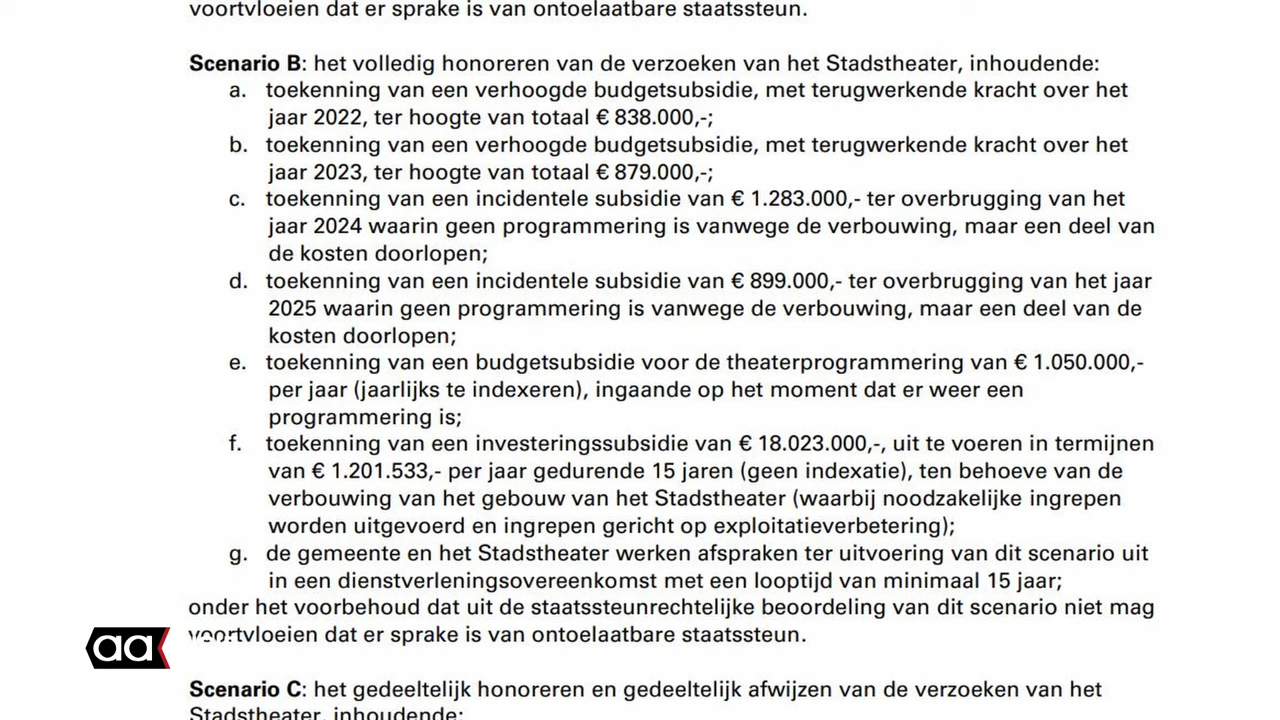 voortvloeien dat er sprake is van ontoelaatbare staatssteun.
Scenario B: het volledig honoreren van de verzoeken van het Stadstheater, inhoudende:
a. toekenning van een verhoogde budgetsubsidie, met terugwerkende kracht over het
jaar 2022, ter hoogte van totaal € 838.000,-;
b. toekenning van een verhoogde budgetsubsidie, met terugwerkende kracht over het
jaar 2023, ter hoogte van totaal € 879.000,-;
c. toekenning van een incidentele subsidie van € 1.283.000,- ter overbrugging van het
jaar 2024 waarin geen programmering is vanwege de verbouwing, maar een deel van
de kosten doorlopen;
d. toekenning van een incidentele subsidie van € 899.000,- ter overbrugging van het jaar
2025 waarin geen programmering is vanwege de verbouwing, maar een deel van de
kosten doorlopen;
e. toekenning van een budgetsubsidie voor de theaterprogrammering van € 1.050.000,-
per jaar (jaarlijks te indexeren), ingaande op het moment dat er weer een
programmering is;
f. toekenning van een investeringssubsidie van € 18.023.000,-, uit te voeren in termijnen
van € 1.201.533,- per jaar gedurende 15 jaren (geen indexatie), ten behoeve van de
verbouwing van het gebouw van het Stadstheater (waarbij noodzakelijke ingrepen
worden uitgevoerd en ingrepen gericht op exploitatieverbetering);
g. de gemeente en het Stadstheater werken afspraken ter uitvoering van dit scenario uit
in een dienstverleningsovereenkomst met een looptijd van minimaal 15 jaar;
onder het voorbehoud dat uit de staatssteunrechtelijke beoordeling van dit scenario niet mag
voortvloeien dat er sprake is van ontoelaatbare staatssteun.
aa
Scenario C: het gedeeltelijk honoreren en gedeeltelijk afwijzen van de verzoeken van het
Stadstheater, inhoudende: